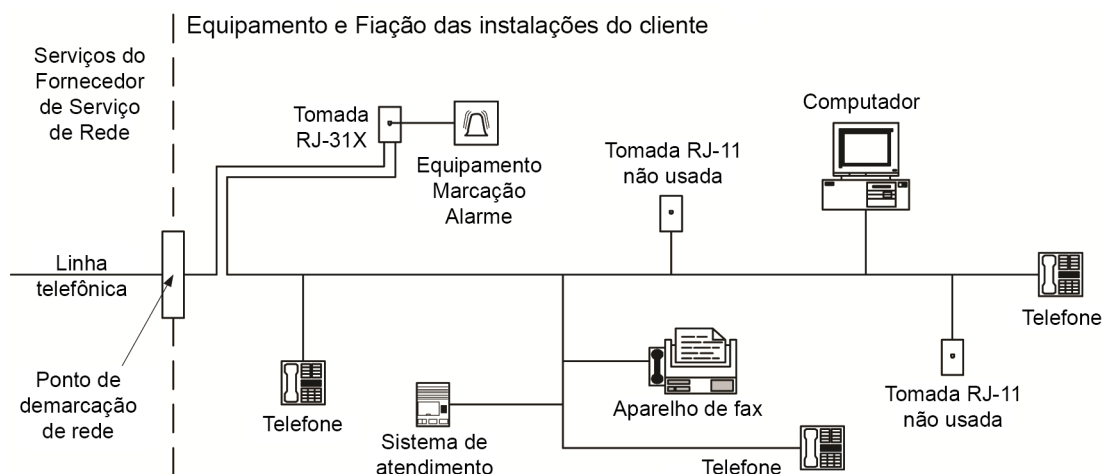 Equipamento e Fiação das instalações do cliente
Serviços do
Fornecedor
de Serviço
de Rede
Tomada
RJ-31X
Equipamento
Marcação
Alarme
Tomada RJ-11
não usada
Computador
Linha
telefônica
Telefone
Ponto de
demarcação
de rede
Telefone
Sistema de
atendimento
Aparelho de fax
Telefone
Tomada RJ-11
não usada